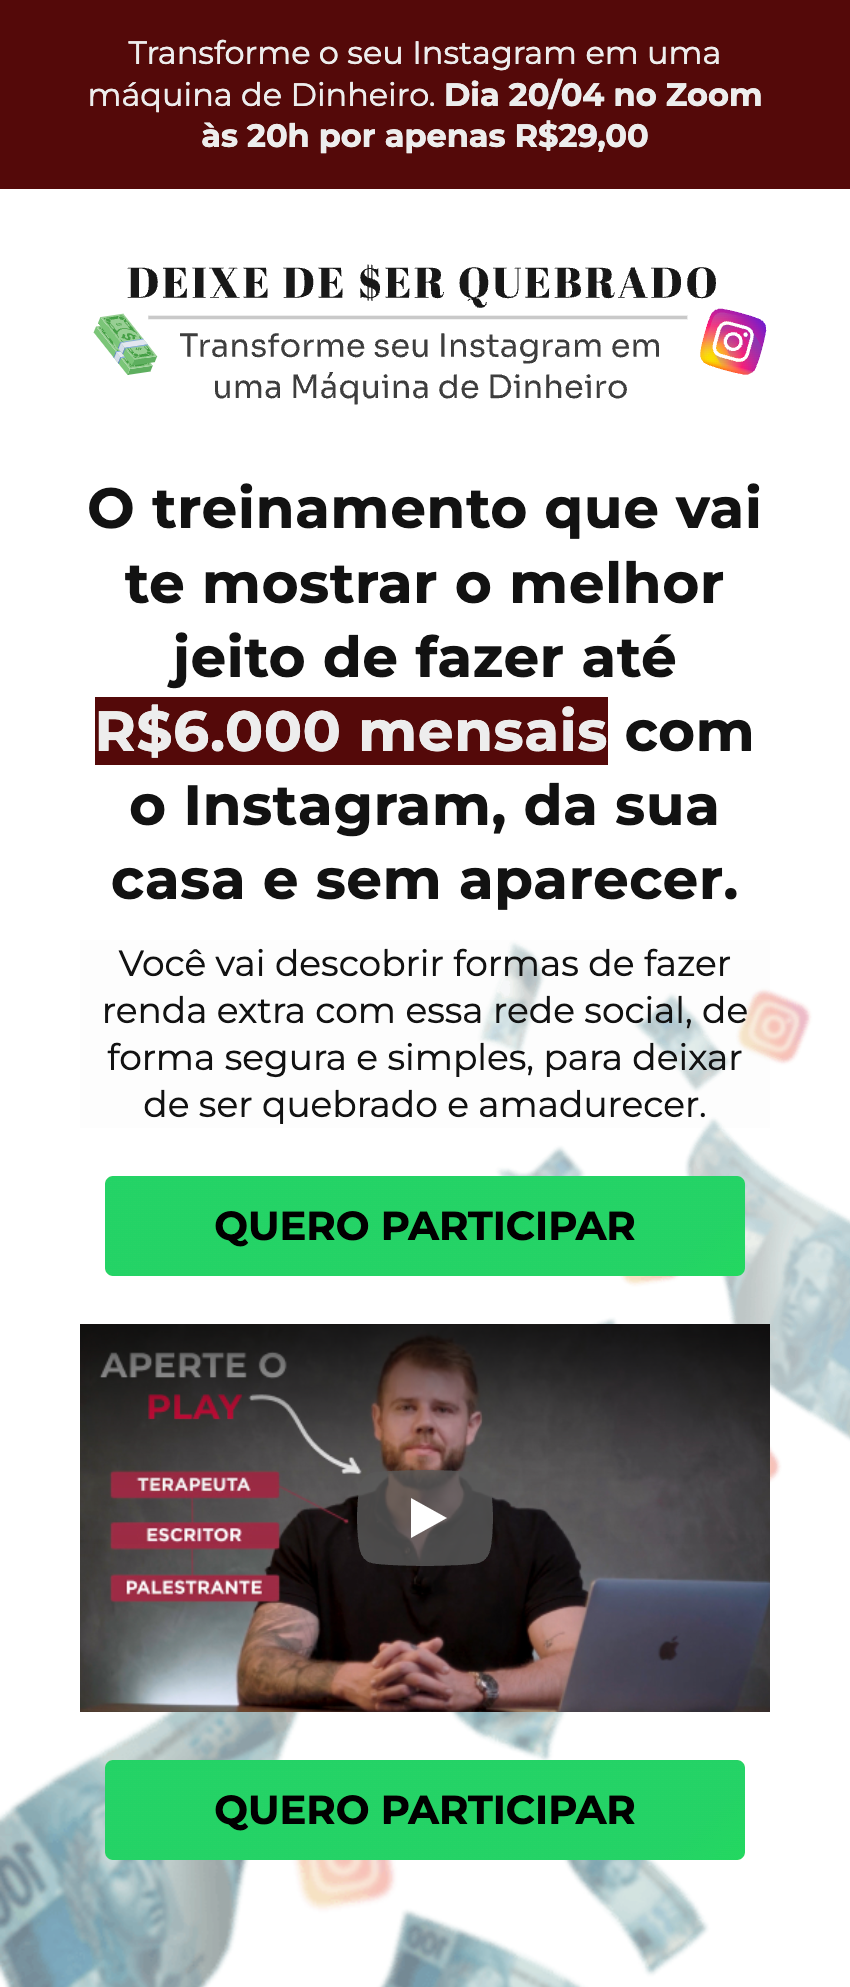 Transforme o seu Instagram em uma
máquina de Dinheiro. Dia 20/04 no Zoom
às 20h por apenas R$29,00
DEIXE DE $ER QUEBRADO
Transforme seu Instagram em
uma Máquina de Dinheiro
O treinamento que vai
te mostrar o melhor
jeito de fazer até
R$6.000 mensais com
o Instagram, da sua
casa e sem aparecer.
Você vai descobrir formas de fazer
renda extra com essa rede social, de
forma segura e simples, para deixar
de ser quebrado e amadurecer.
QUERO PARTICIPAR
APERTE O
PLAY
TERAPEUTA
ESCRITOR
PALESTRANTE
QUERO PARTICIPAR
100
100